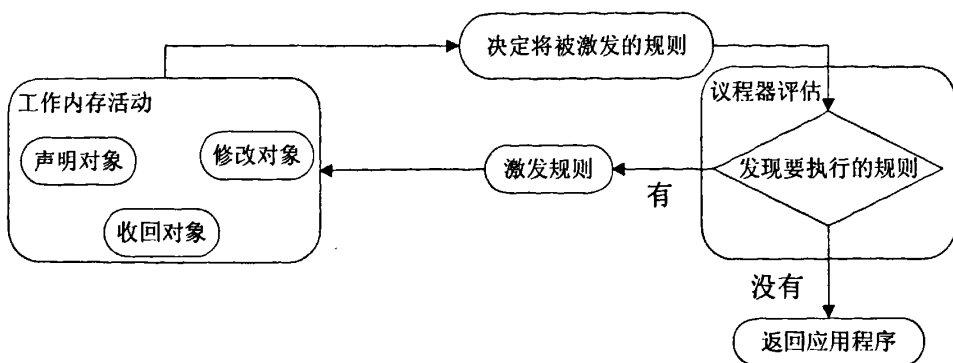 决定将被激发的规则
工作内存活动
声明对象
修改对象
收回对象
激发规则
议程器评估
发现要执行的规则
有
没有
返回应用程序